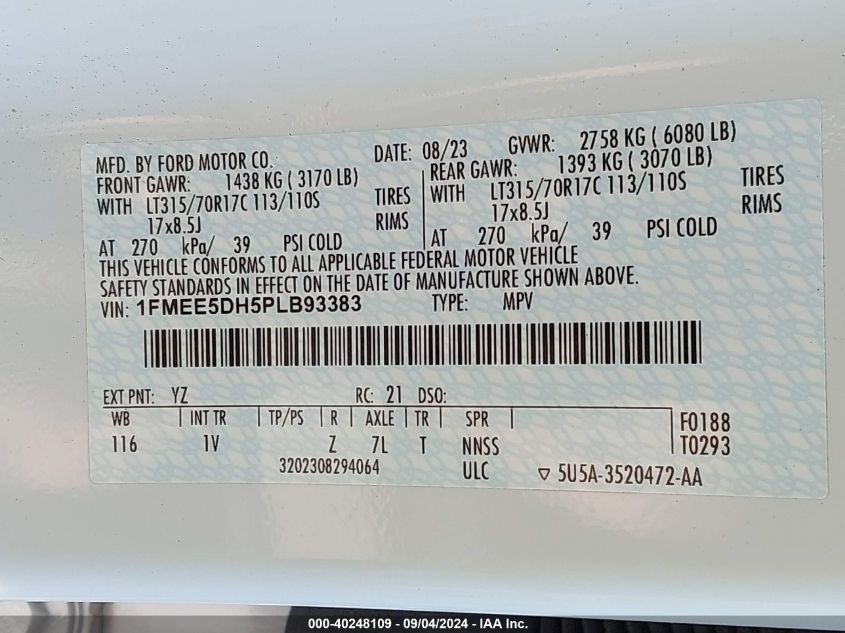 MFD. BY FORD MOTOR CO. DATE: 08/23 GVWR: 2758 KG ( 6080 LB)
FRONT GAWR: 1438 KG ( 3170 LB) REAR GAWR: 1393 KG ( 3070 LB)
WITH LT315/70R17C 113/110S TIRES WITH LT315/70R17C 113/110S TIRES
17x8.5J RIMS 17x8.5J RIMS
AT 270 kPa/ 39 PSI COLD AT 270 kPa/ 39 PSI COLD
THIS VEHICLE CONFORMS TO ALL APPLICABLE FEDERAL MOTOR VEHICLE
SAFETY STANDARDS IN EFFECT ON THE DATE OF MANUFACTURE SHOWN ABOVE.
VIN: 1FMEE5DH5PLB93383 TYPE: MPV
EXT PNT: YZ RC: 21 DSO:
WB INT TR TP/PS R AXLE TR SPR F0188
116 1V Z 7L T NNSS T0293
3202308294064 ULC ▽ 5U5A-3520472-AA
000-40248109 - 09/04/2024 - IAA Inc.